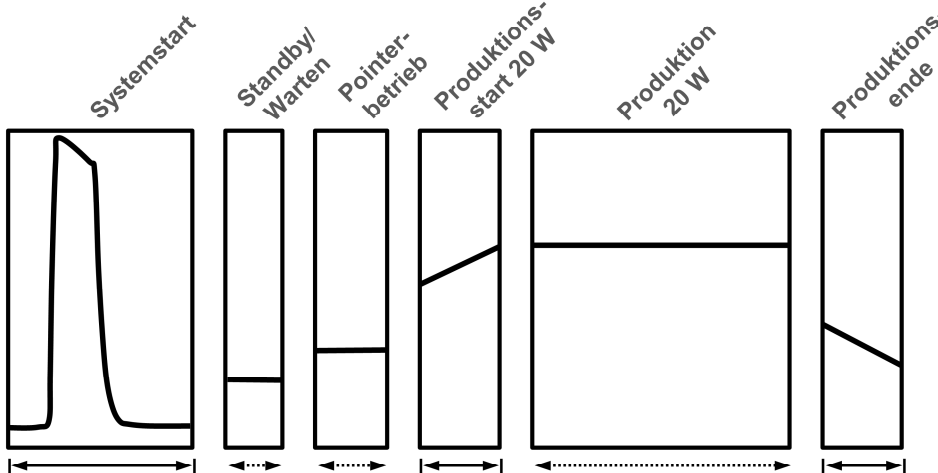 Systemstart
Standby/
Warten
Pointer-
betrieb
Produktions-
start 20 W
Produktion
20 W
Produktions
ende